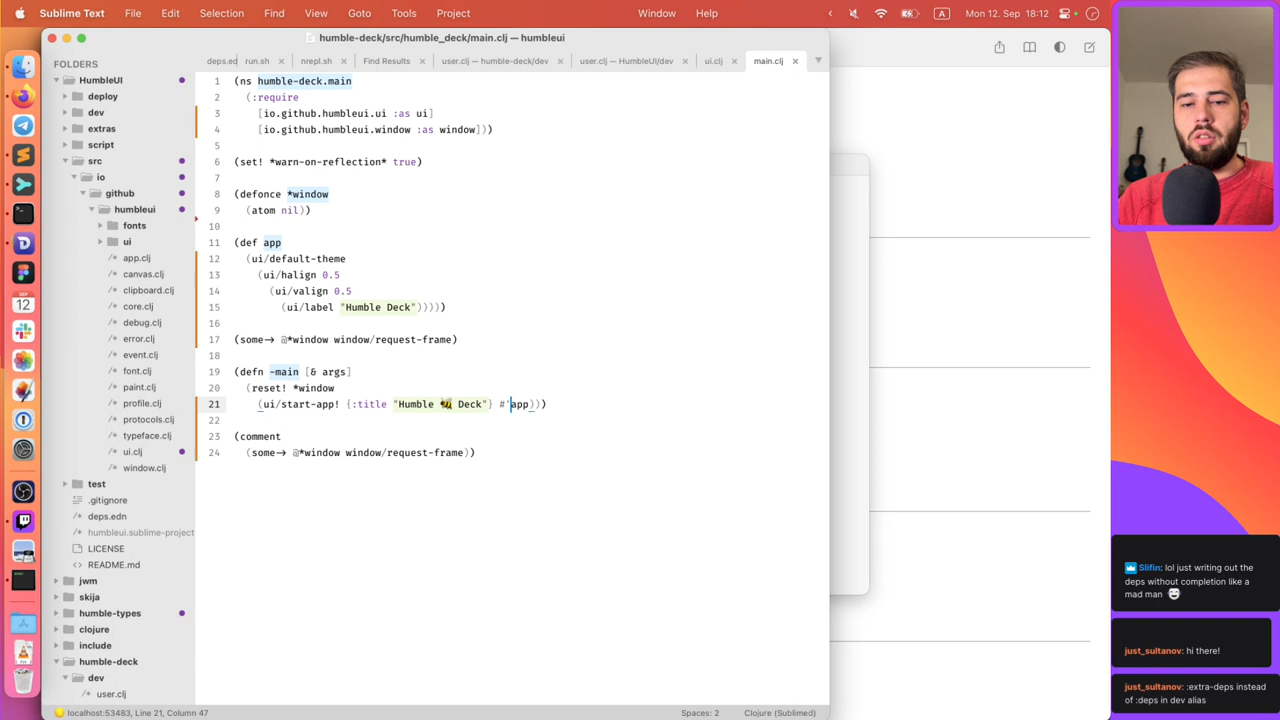 Sublime Text File Edit Selection Find View Goto Tools Project Window Help A Mon 12. Sep 18:12
humble-deck/src/humble_deck/main.clj — humbleui
FOLDERS
HumbleUI
deploy
dev
extras
script
src
io
github
humbleui
fonts
ui
app.clj
canvas.clj
clipboard.clj
core.clj
debug.clj
error.clj
event.clj
font.clj
paint.clj
profile.clj
protocols.clj
typeface.clj
ui.clj
window.clj
test
.gitignore
deps.edn
humbleui.sublime-project
LICENSE
README.md
jwm
skija
humble-types
clojure
include
humble-deck
dev
user.clj
deps.ed run.sh nrepl.sh Find Results user.clj — humble-deck/dev user.clj — HumbleUI/dev ui.clj main.clj
1 (ns humble-deck.main
2 (:require
3 [io.github.humbleui.ui :as ui]
4 [io.github.humbleui.window :as window]))
5
6 (set! *warn-on-reflection* true)
7
8 (defonce *window
9 (atom nil))
10
11 (def app
12 (ui/default-theme
13 (ui/halign 0.5
14 (ui/valign 0.5
15 (ui/label "Humble Deck")))))
16
17 (some-> @*window window/request-frame)
18
19 (defn -main [& args]
20 (reset! *window
21 (ui/start-app! {:title "Humble 🐝 Deck"} #'app)))
22
23 (comment
24 (some-> @*window window/request-frame))
localhost:53483, Line 21, Column 47 Spaces: 2 Clojure (Sublimed)
SEP
12
Slifin: lol just writing out the
deps without completion like a
mad man 😅
just_sultanov: hi there!
just_sultanov: :extra-deps instead
of :deps in dev alias